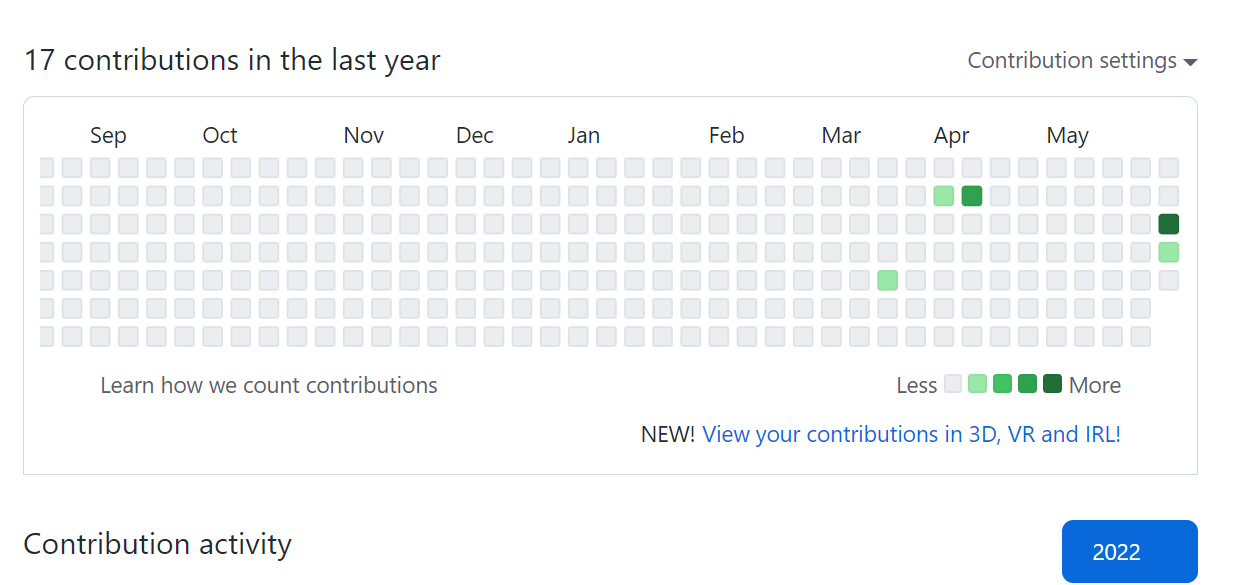 17 contributions in the last year
Contribution settings
Sep Oct Nov Dec Jan Feb Mar Apr May
Learn how we count contributions
Less More
NEW! View your contributions in 3D, VR and IRL!
Contribution activity
2022